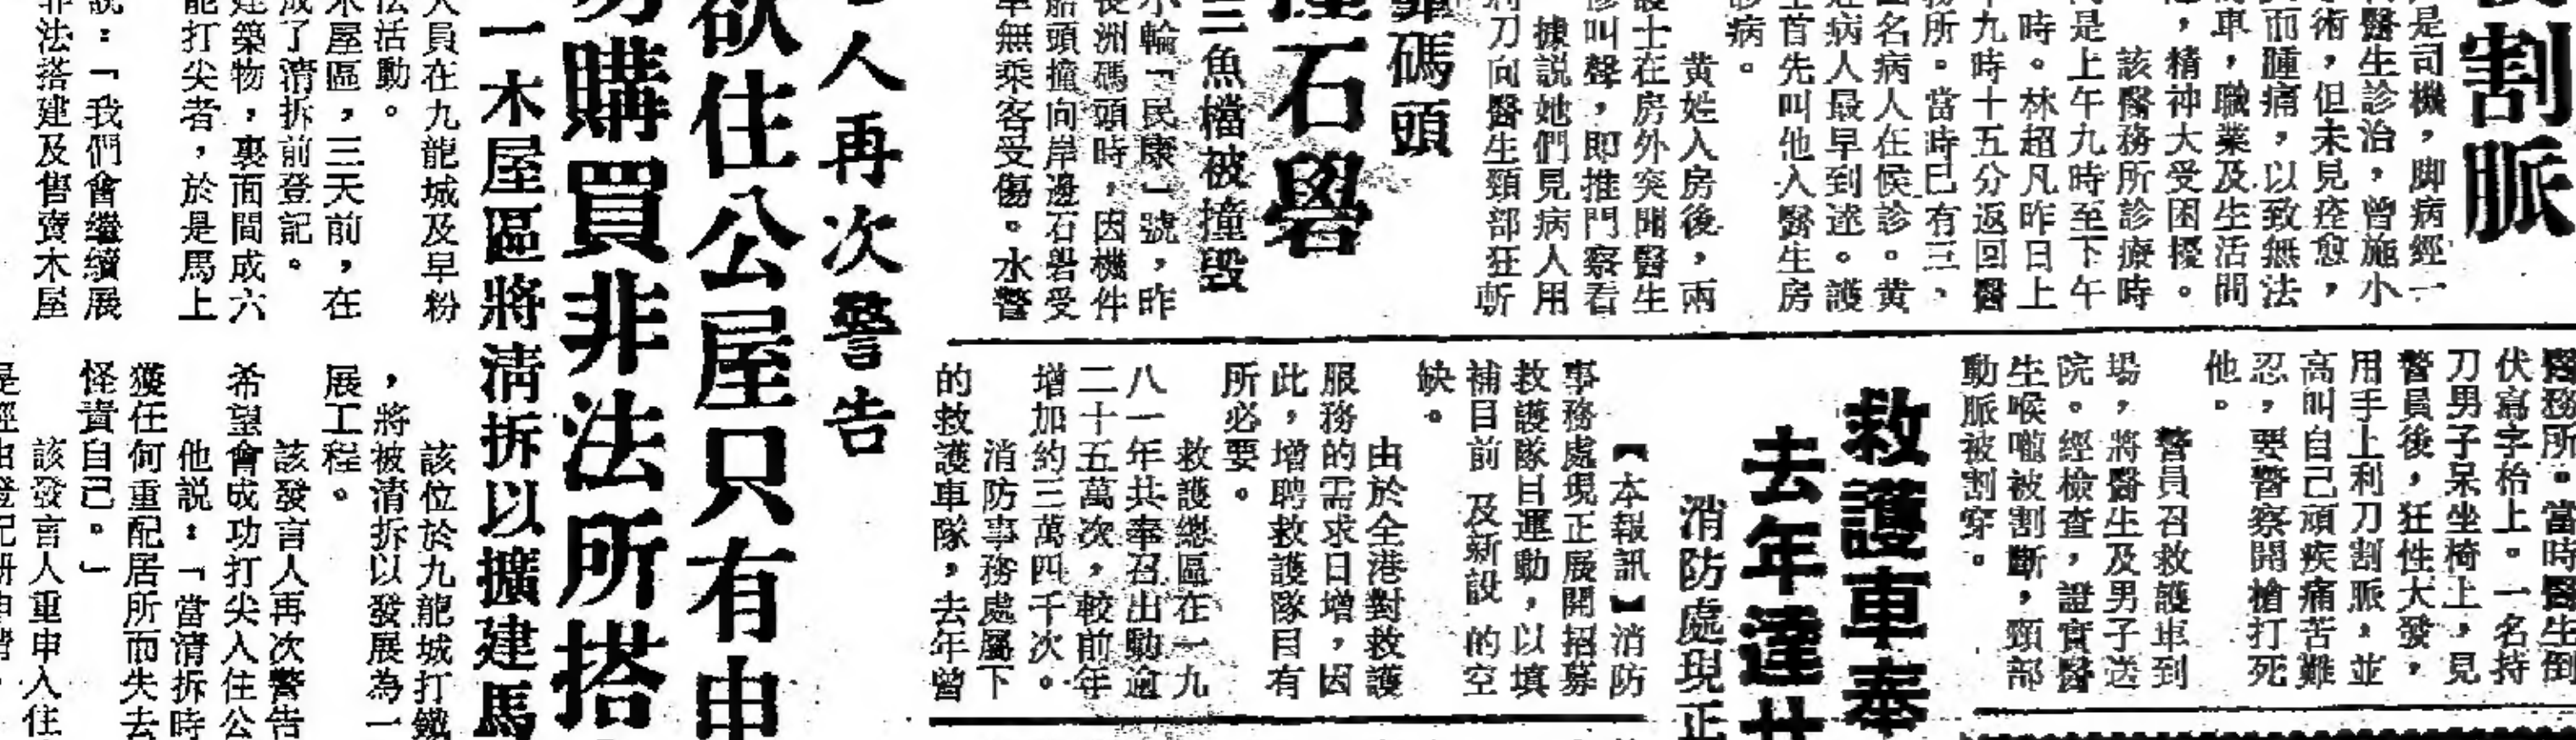 割脈
是司機，脚病經一
醫生診治，曾施小
術，但未見痊愈，
而腫痛，以致無法
車，職業及生活問
，精神大受困擾。
該醫務所診療時
是上午九時至下午
時。林超凡昨日上
九時十五分返回醫
務所。當時已有三、
名病人在候診。黄
姓病人最早到達。護
士首先叫他入醫生房
診病。
黄姓入房後，兩
護士在房外突聞醫生
慘叫聲，即推門察看
據説她們見病人用
利刀向醫生頸部狂斬
醫務所。當時醫生倒
伏寫字枱上。一名持
刀男子呆坐椅上，見
警員後，狂性大發，
用手上利刀割脈，並
高叫自己頑疾痛苦難
忍，要警察開槍打死
他。
警員召救護車到
場，將醫生及男子送
院。經檢查，證實醫
生喉嚨被割斷，頸部
動脈被割穿。
碼頭
石礐
三魚檔被撞毀
小輪「民康」號，昨
長洲碼頭時，因機件
船頭撞向岸邊石礐受
無乘客受傷。水警
救護車奉
去年達廿
消防處現正
【本報訊】消防
事務處現正展開招募
救護隊目運動，以填
補目前 及新設 的空
缺。
由於全港對救護
服務的需求日增，因
此，增聘救護隊目有
所必要。
救護總區在一九
八一年共奉召出動逾
二十五萬次，較前年
增加約三萬四千次。
消防事務處屬下
的救護車隊，去年曾
人再次警告
欲住公屋只有申
勿購買非法所搭
一木屋區將清拆以擴建馬
人員在九龍城及早粉
法活動。
木屋區，三天前，在
成了清拆前登記。
建築物，裏面間成六
能打尖者，於是馬上
說：「我們會繼續展
非法搭建及售賣木屋
該位於九龍城打鐵
，將被清拆以發展為一
展工程。
該發言人再次警告
希望會成功打尖入住公
他説：「當清拆時
獲任何重配居所而失去
怪責自己。」
該發言人重申入住
是經由登記研申請，